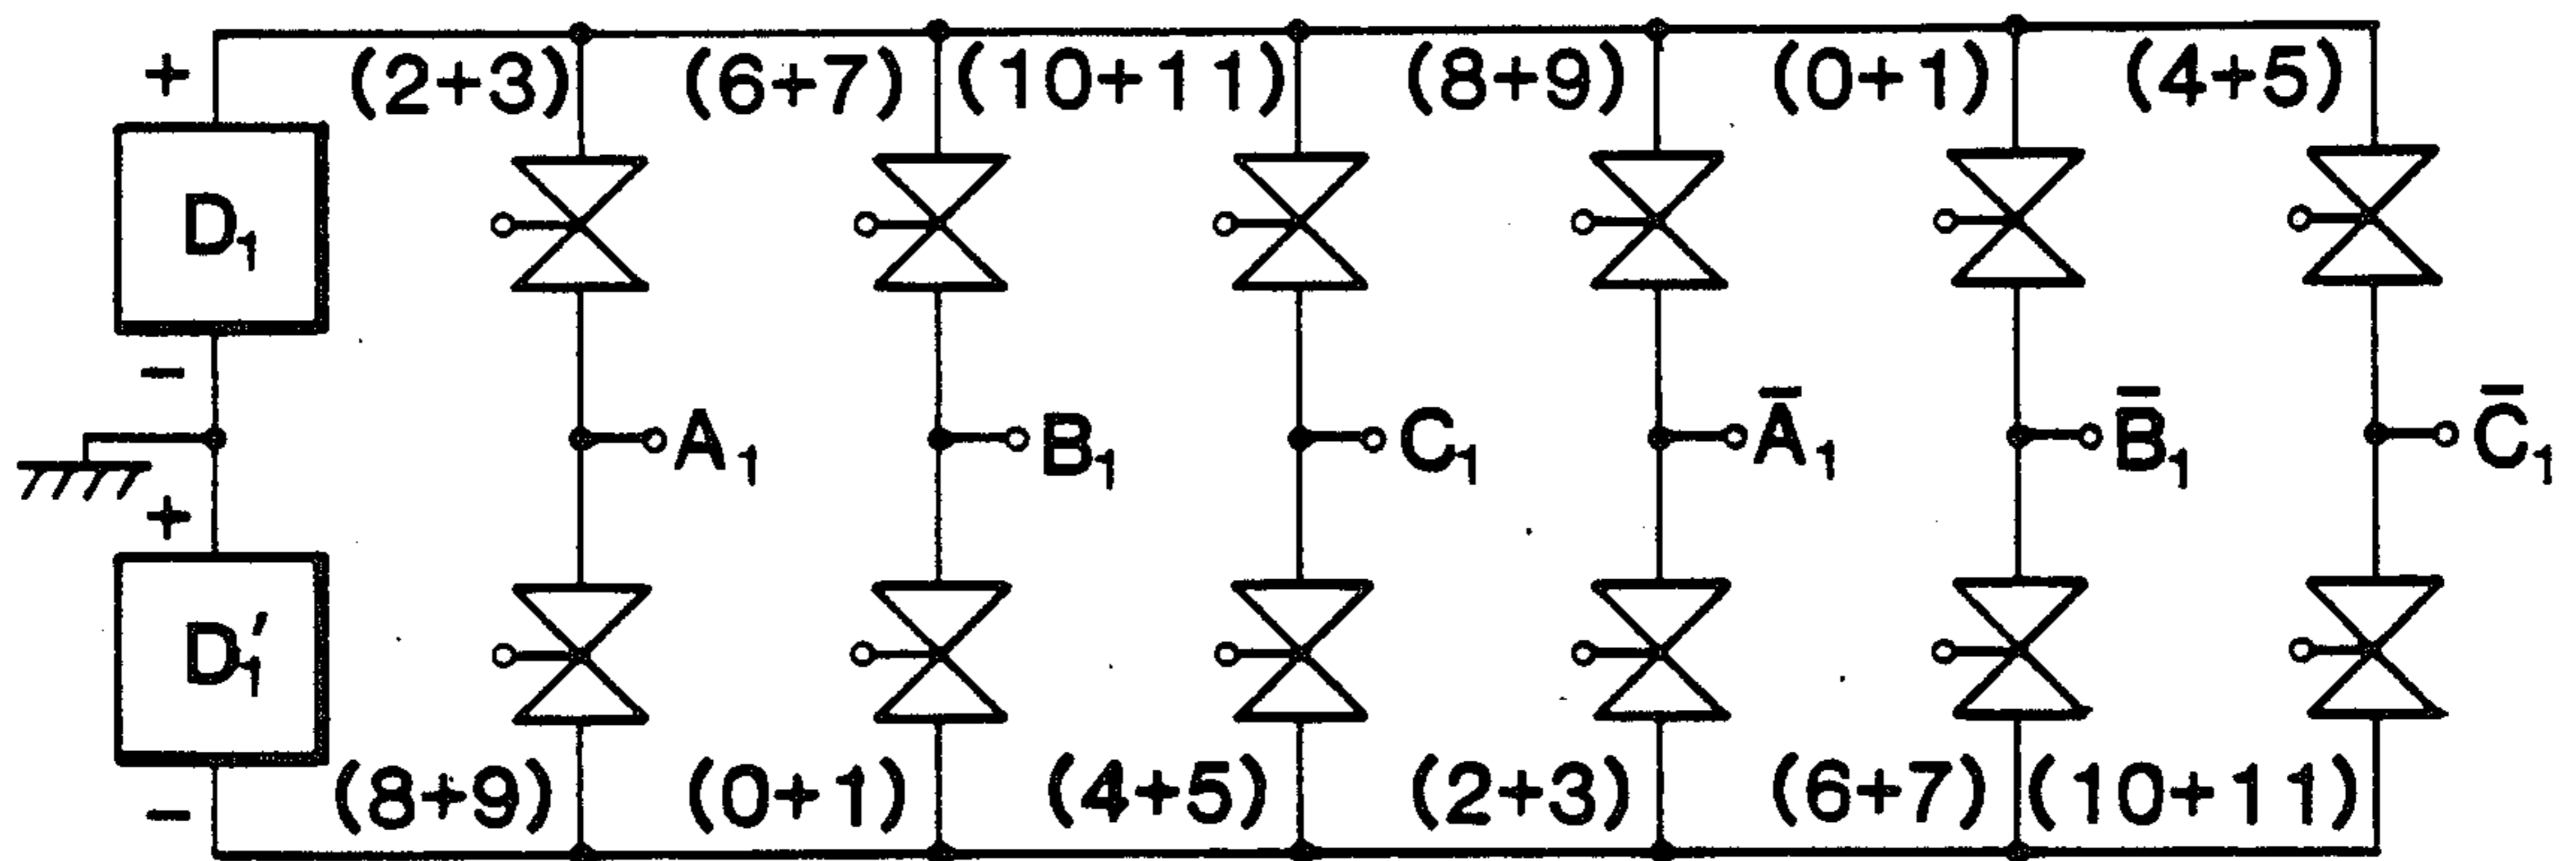 + (2+3) (6+7) (10+11) (8+9) (0+1) (4+5)
D₁
−
A₁ B₁ C₁ A̅₁ B̅₁ C̅₁
+
D₁′
− (8+9) (0+1) (4+5) (2+3) (6+7) (10+11)